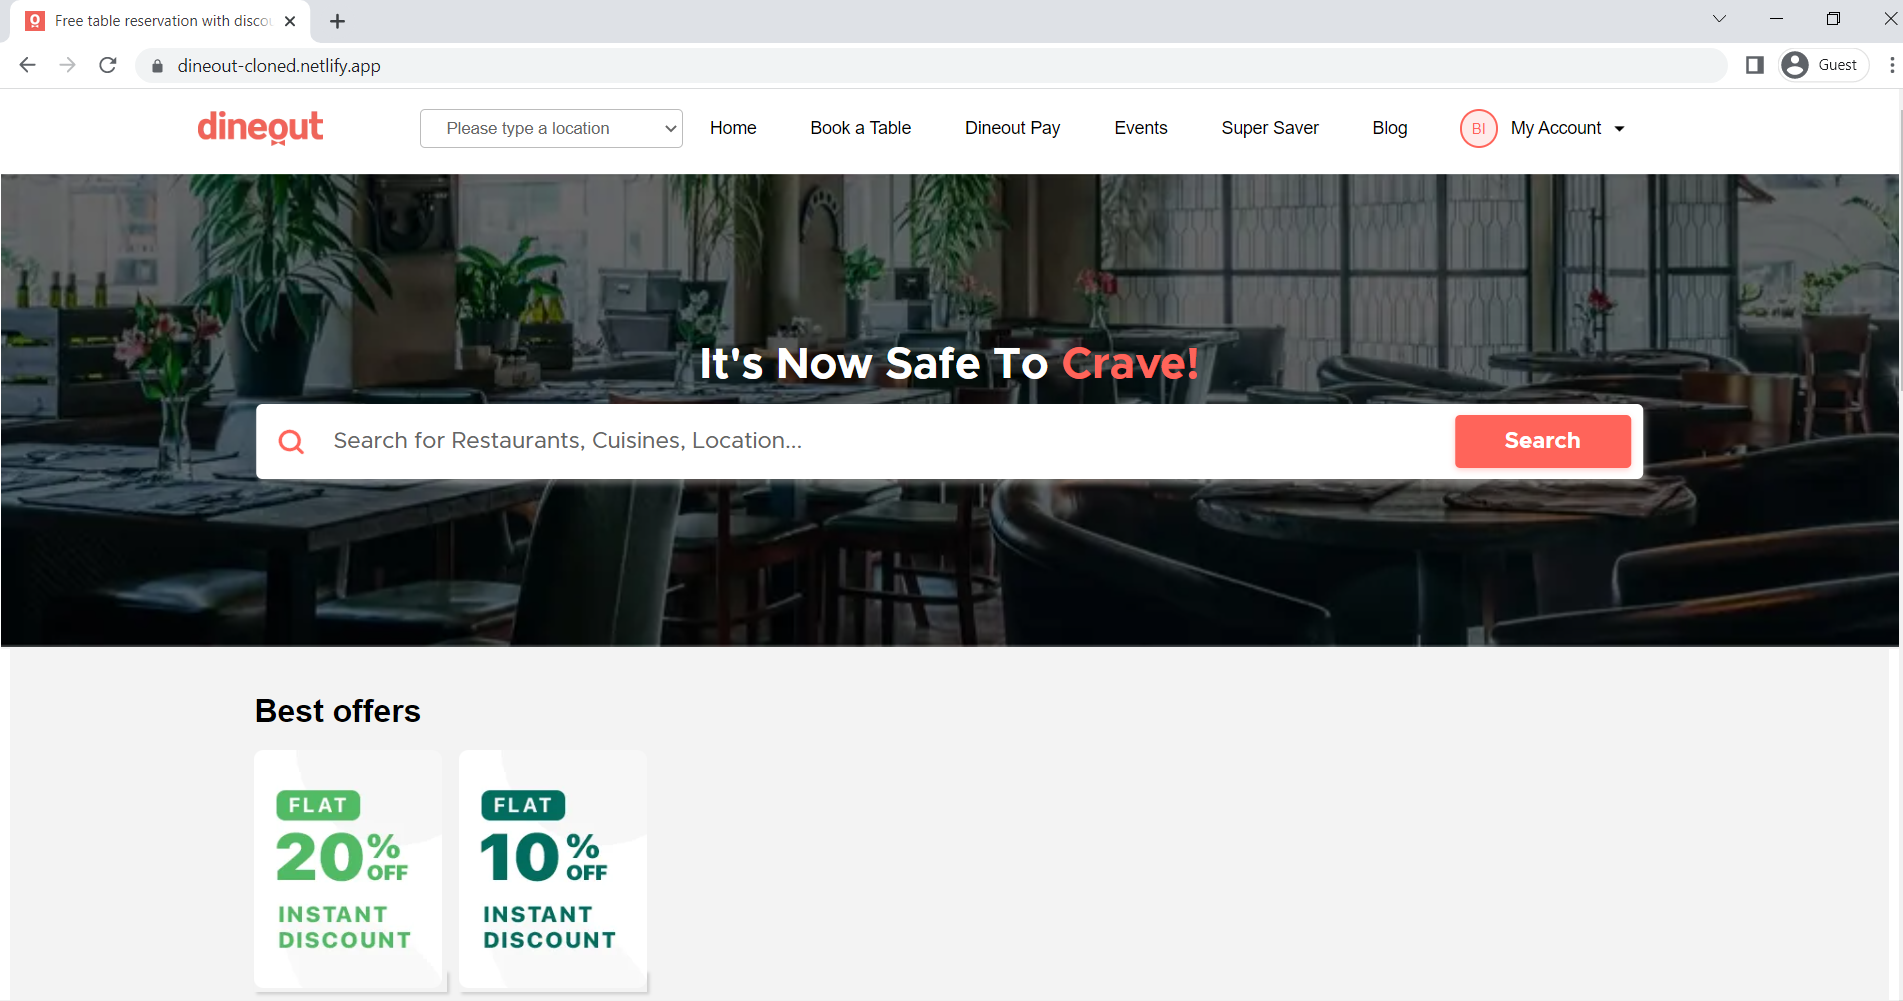 Free table reservation with disco
dineout-cloned.netlify.app
Guest
dineout
Please type a location
Home
Book a Table
Dineout Pay
Events
Super Saver
Blog
BI
My Account
It's Now Safe To Crave!
Search for Restaurants, Cuisines, Location...
Search
Best offers
FLAT
20% OFF
INSTANT
DISCOUNT
FLAT
10% OFF
INSTANT
DISCOUNT